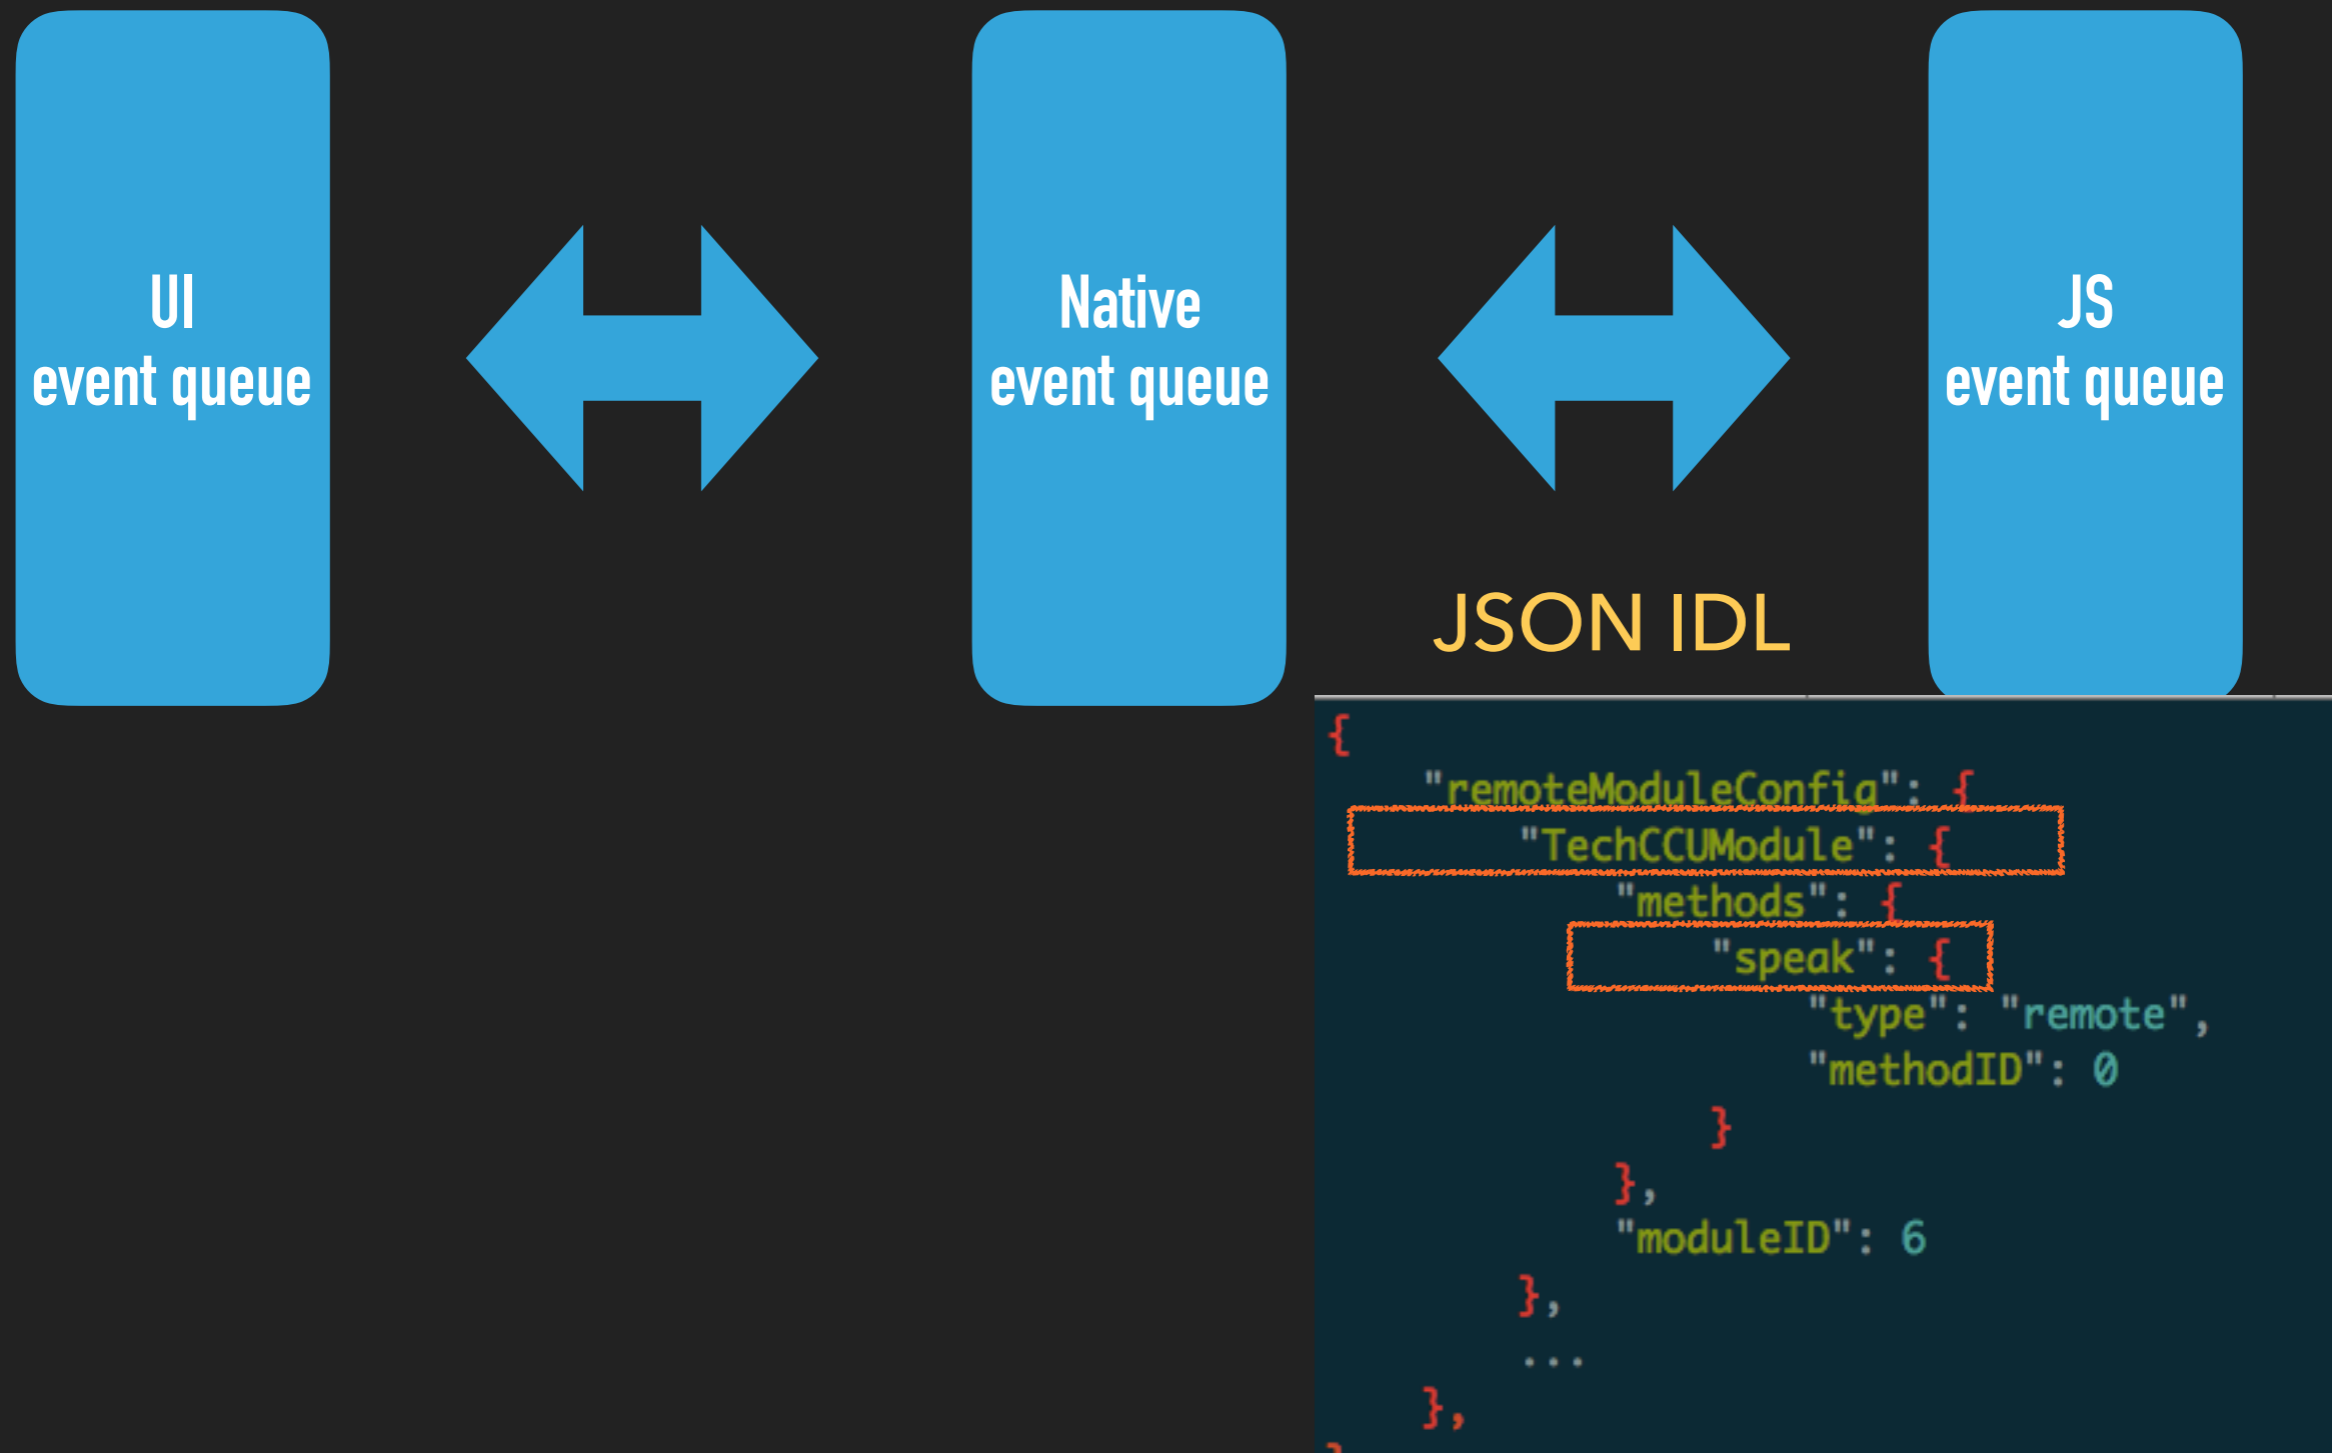 UI
event queue
Native
event queue
JS
event queue
JSON IDL
{
"remoteModuleConfig": {
"TechCCUModule": {
"methods": {
"speak": {
"type": "remote",
"methodID": 0
}
},
"moduleID": 6
},
...
},
}